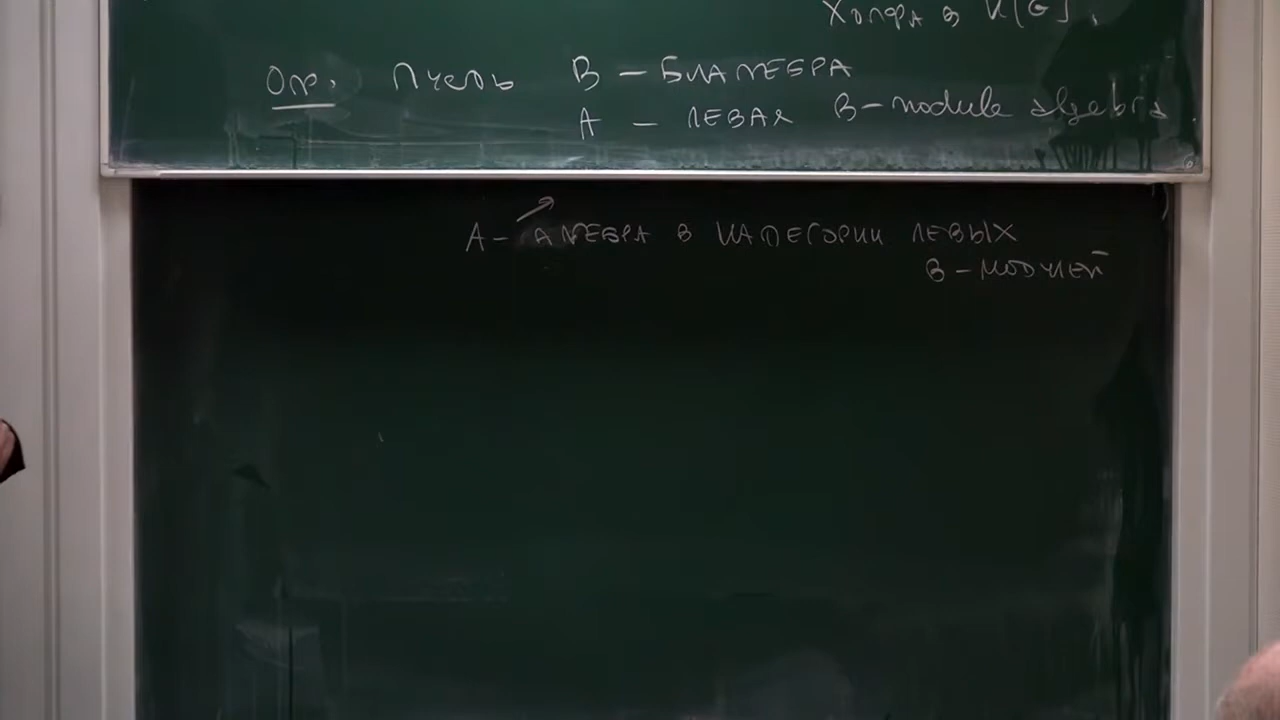 Хопфа в K[G].
Опр. Пусть B – БИАЛГЕБРА
A – ЛЕВАЯ B–module algebra
A – АЛГЕБРА В КАТЕГОРИИ ЛЕВЫХ
B – МОДУЛЕЙ